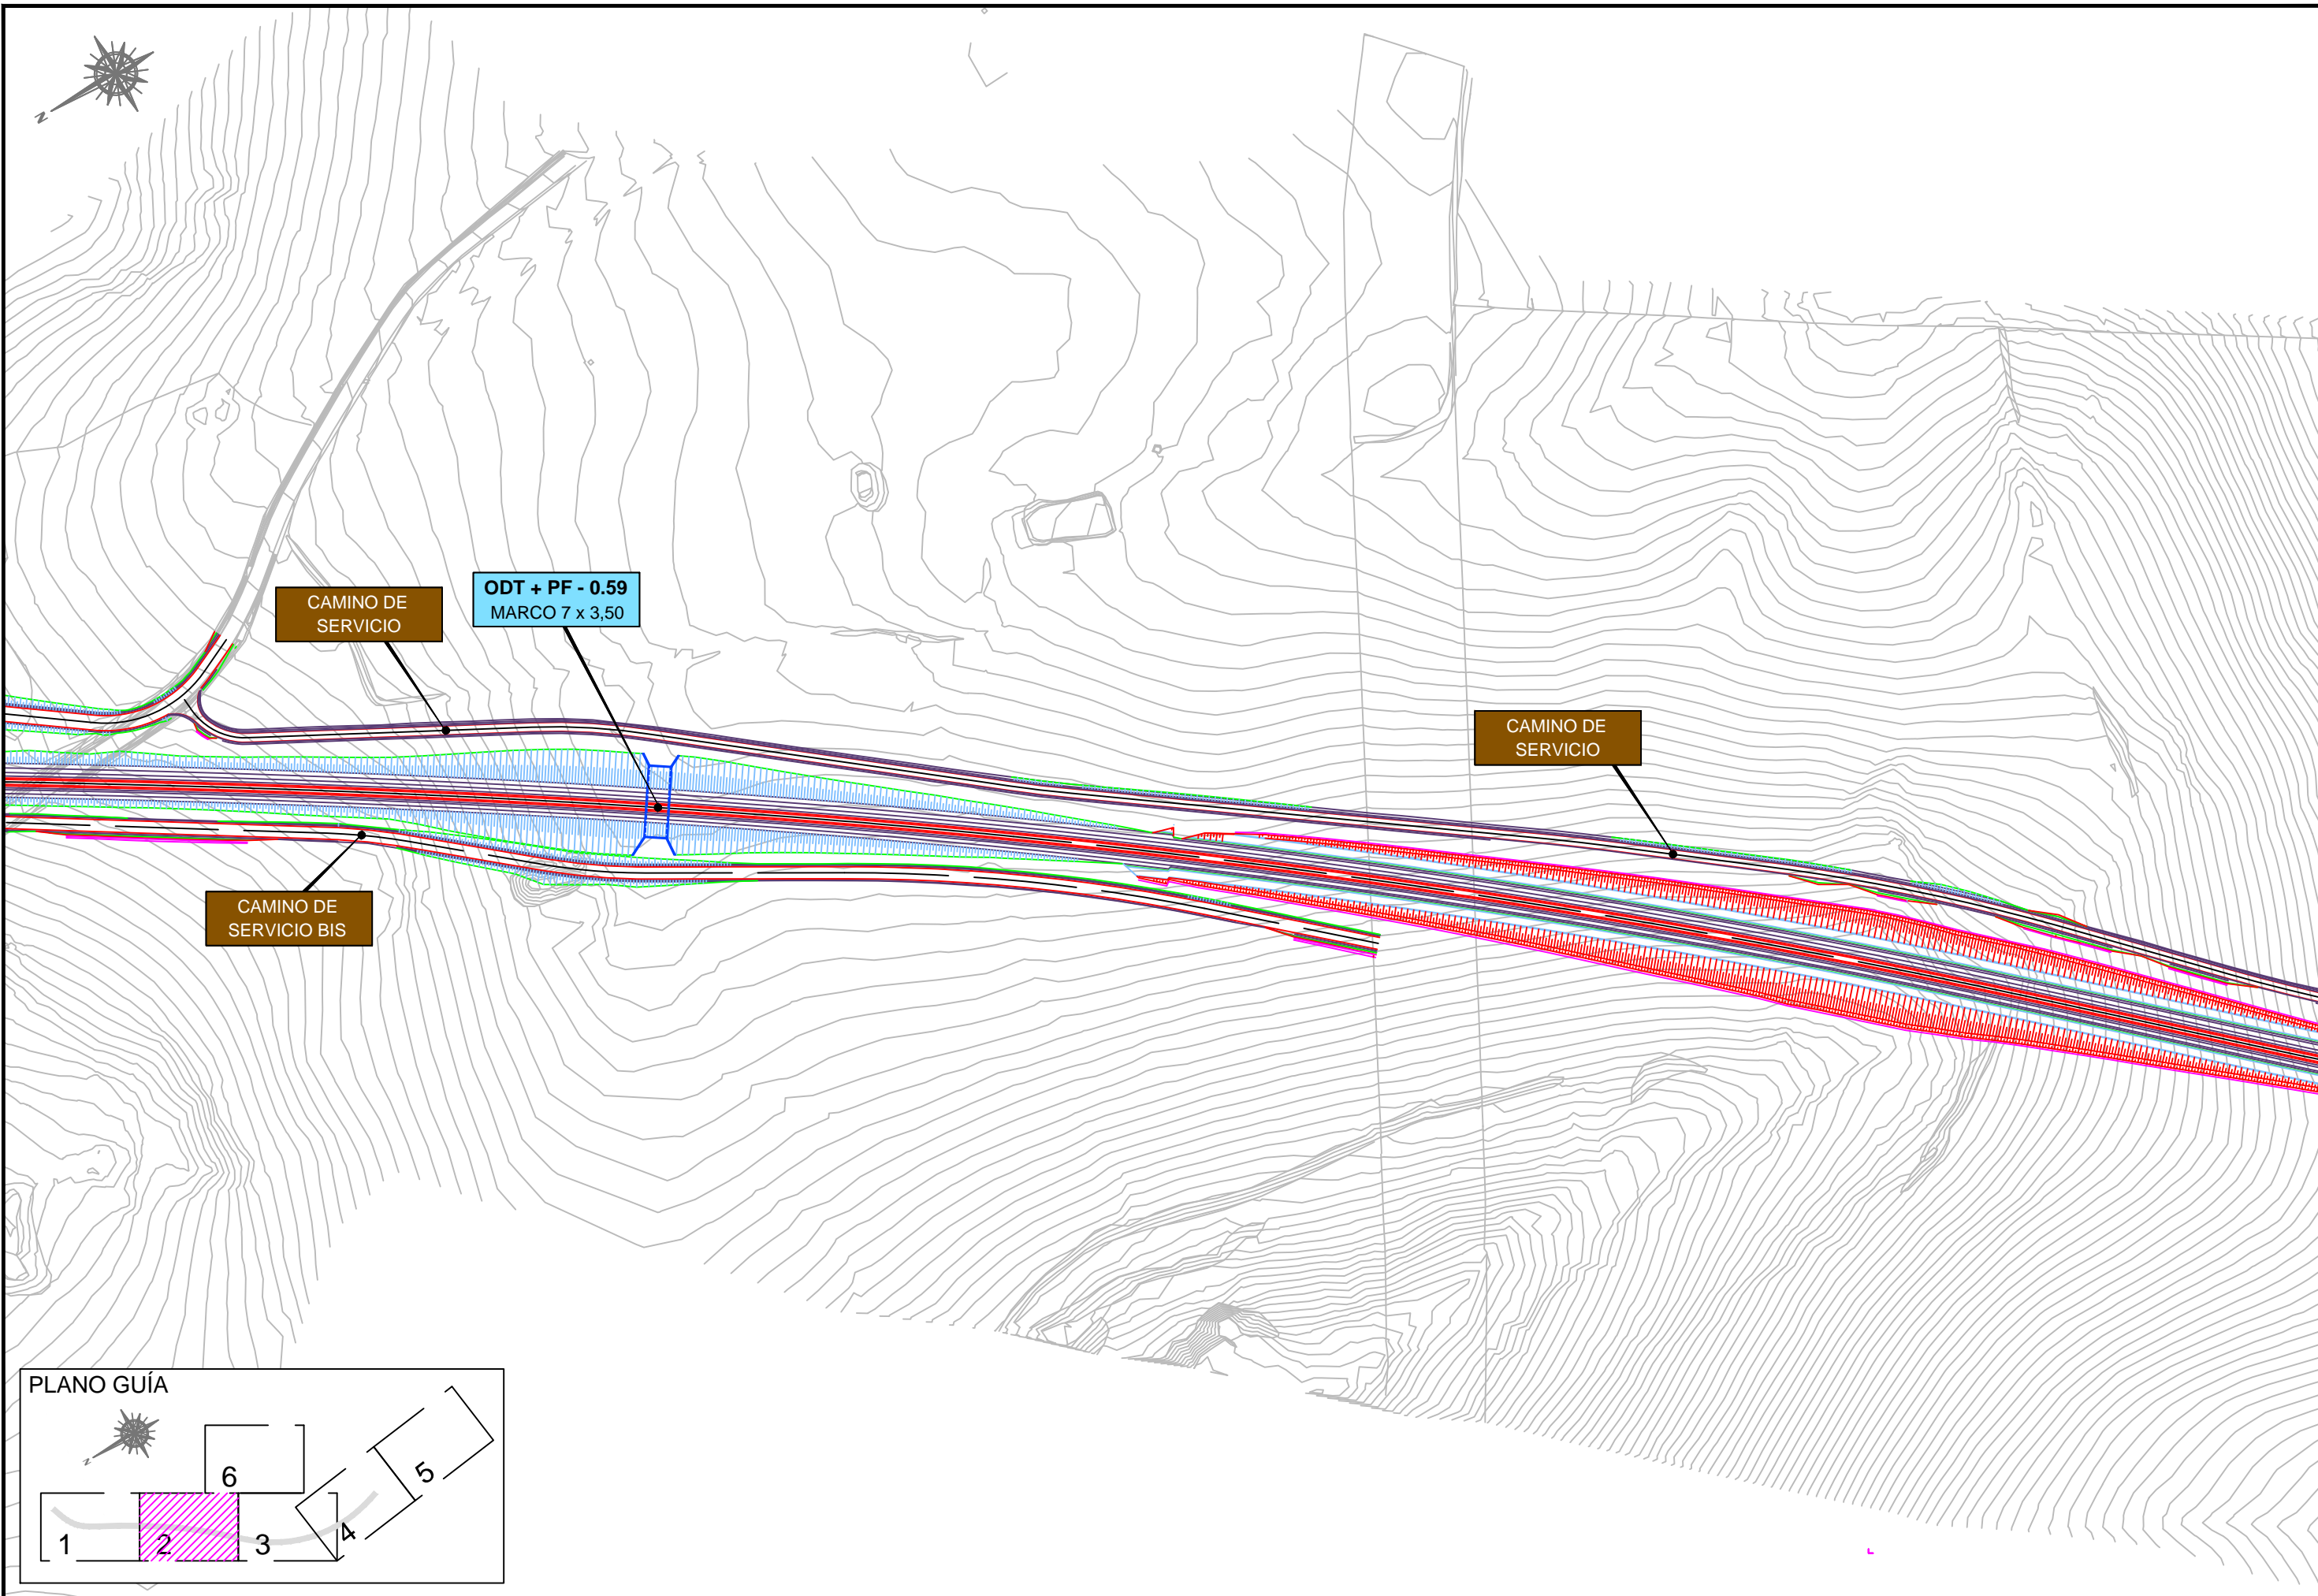 N
CAMINO DE
SERVICIO
ODT + PF - 0.59
MARCO 7 x 3,50
CAMINO DE
SERVICIO
CAMINO DE
SERVICIO BIS
PLANO GUÍA
N
6
5
1
2
3
4